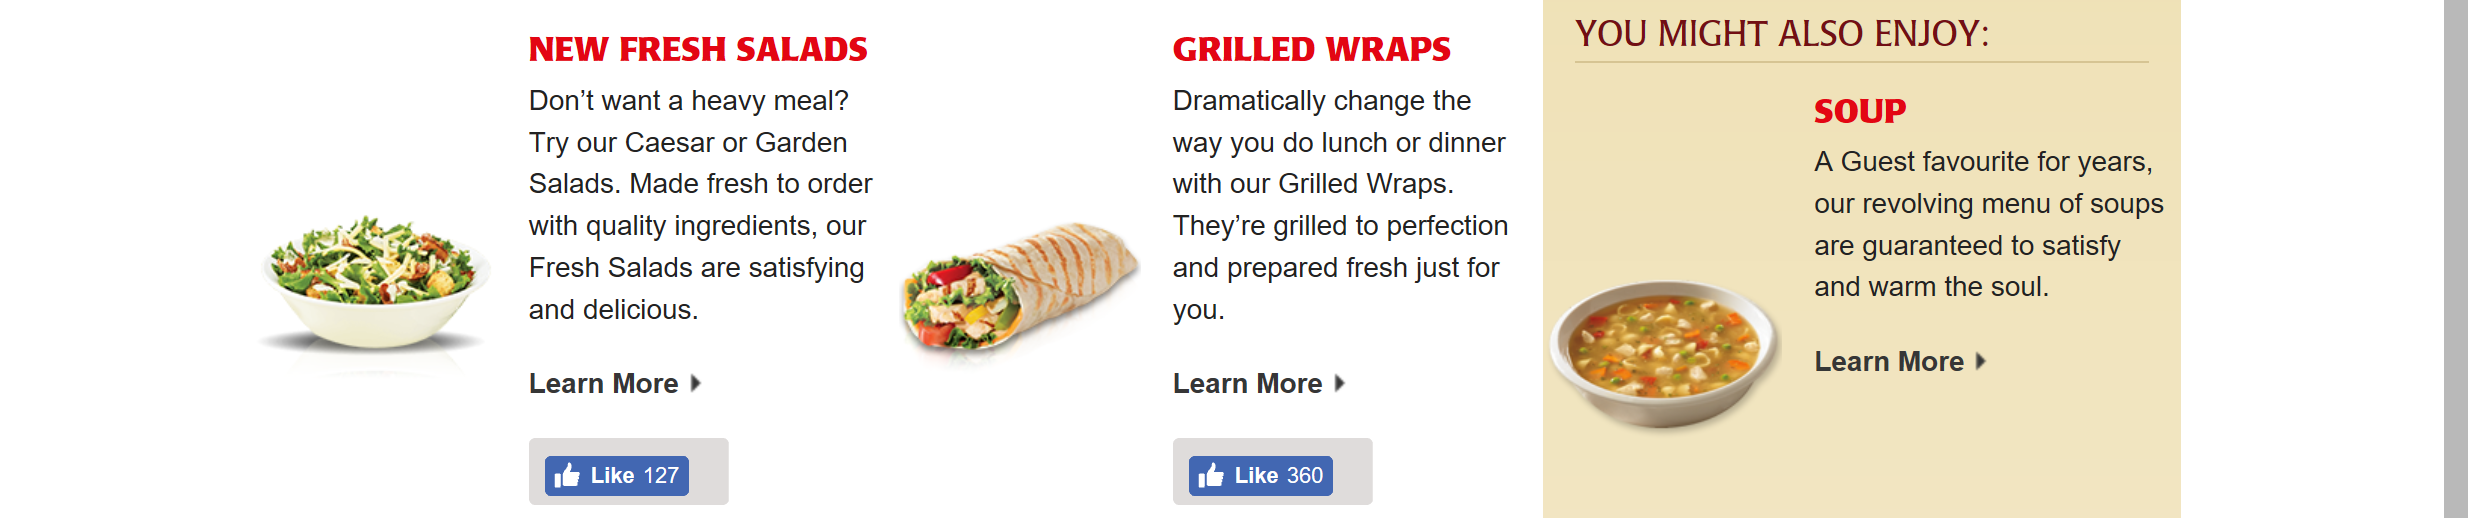 NEW FRESH SALADS
Don’t want a heavy meal?
Try our Caesar or Garden
Salads. Made fresh to order
with quality ingredients, our
Fresh Salads are satisfying
and delicious.
Learn More
Like 127
GRILLED WRAPS
Dramatically change the
way you do lunch or dinner
with our Grilled Wraps.
They’re grilled to perfection
and prepared fresh just for
you.
Learn More
Like 360
YOU MIGHT ALSO ENJOY:
SOUP
A Guest favourite for years,
our revolving menu of soups
are guaranteed to satisfy
and warm the soul.
Learn More